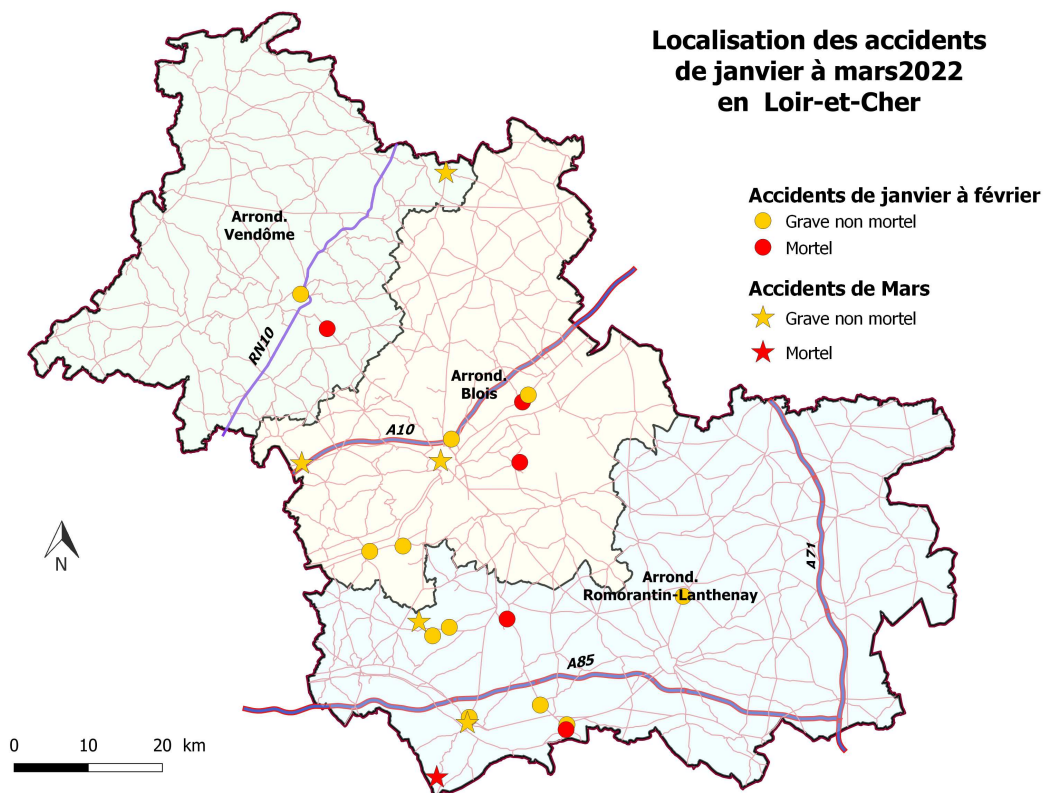 Localisation des accidents
de janvier à mars2022
en Loir-et-Cher
Accidents de janvier à février
Grave non mortel
Mortel
Accidents de Mars
Grave non mortel
Mortel
Arrond.
Vendôme
RN10
Arrond.
Blois
A10
A71
Arrond.
Romorantin-Lanthenay
A85
N
0 10 20 km